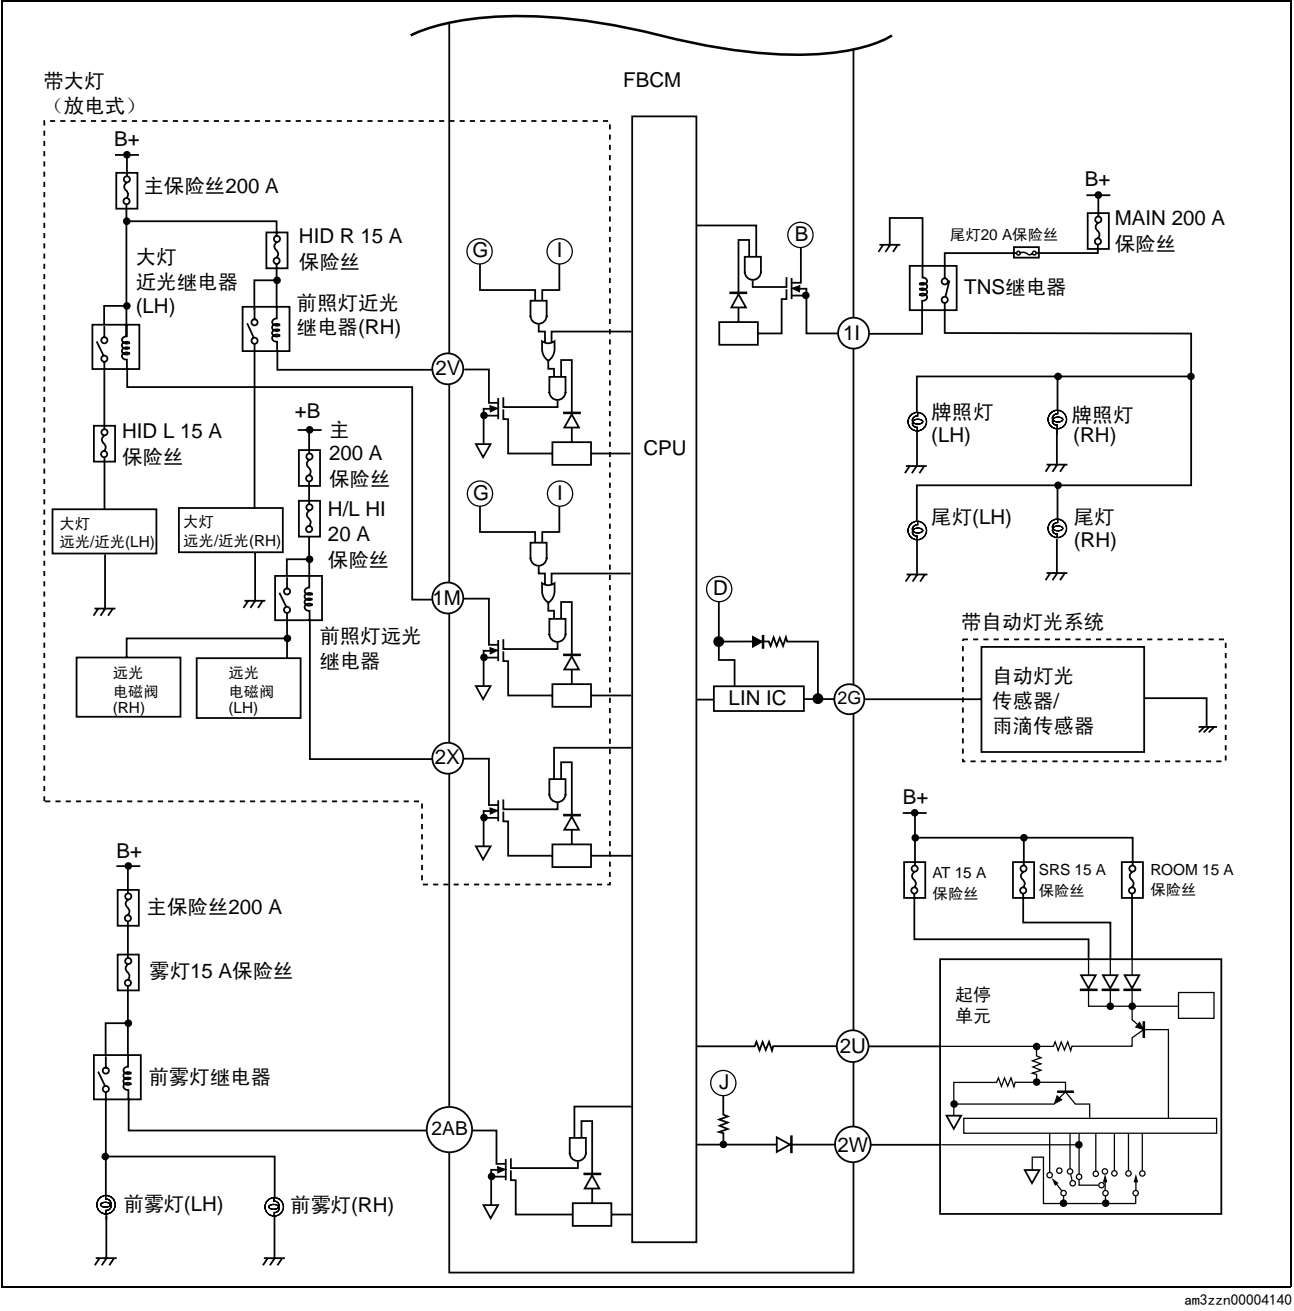 FBCM
带大灯
（放电式）
B+
主保险丝200 A
HID R 15 A
保险丝
大灯
近光继电器
(LH)
前照灯近光
继电器(RH)
G
I
2V
+B
主
200 A
保险丝
HID L 15 A
保险丝
H/L HI
20 A
保险丝
大灯
远光/近光(LH)
大灯
远光/近光(RH)
G
I
1M
前照灯远光
继电器
远光
电磁阀
(RH)
远光
电磁阀
(LH)
2X
B+
主保险丝200 A
雾灯15 A保险丝
前雾灯继电器
2AB
前雾灯(LH)
前雾灯(RH)
CPU
B
1I
B+
MAIN 200 A
保险丝
尾灯20 A保险丝
TNS继电器
牌照灯
(LH)
牌照灯
(RH)
尾灯(LH)
尾灯
(RH)
D
LIN IC
2G
带自动灯光系统
自动灯光
传感器/
雨滴传感器
B+
AT 15 A
保险丝
SRS 15 A
保险丝
ROOM 15 A
保险丝
起停
单元
2U
J
2W
am3zzn00004140